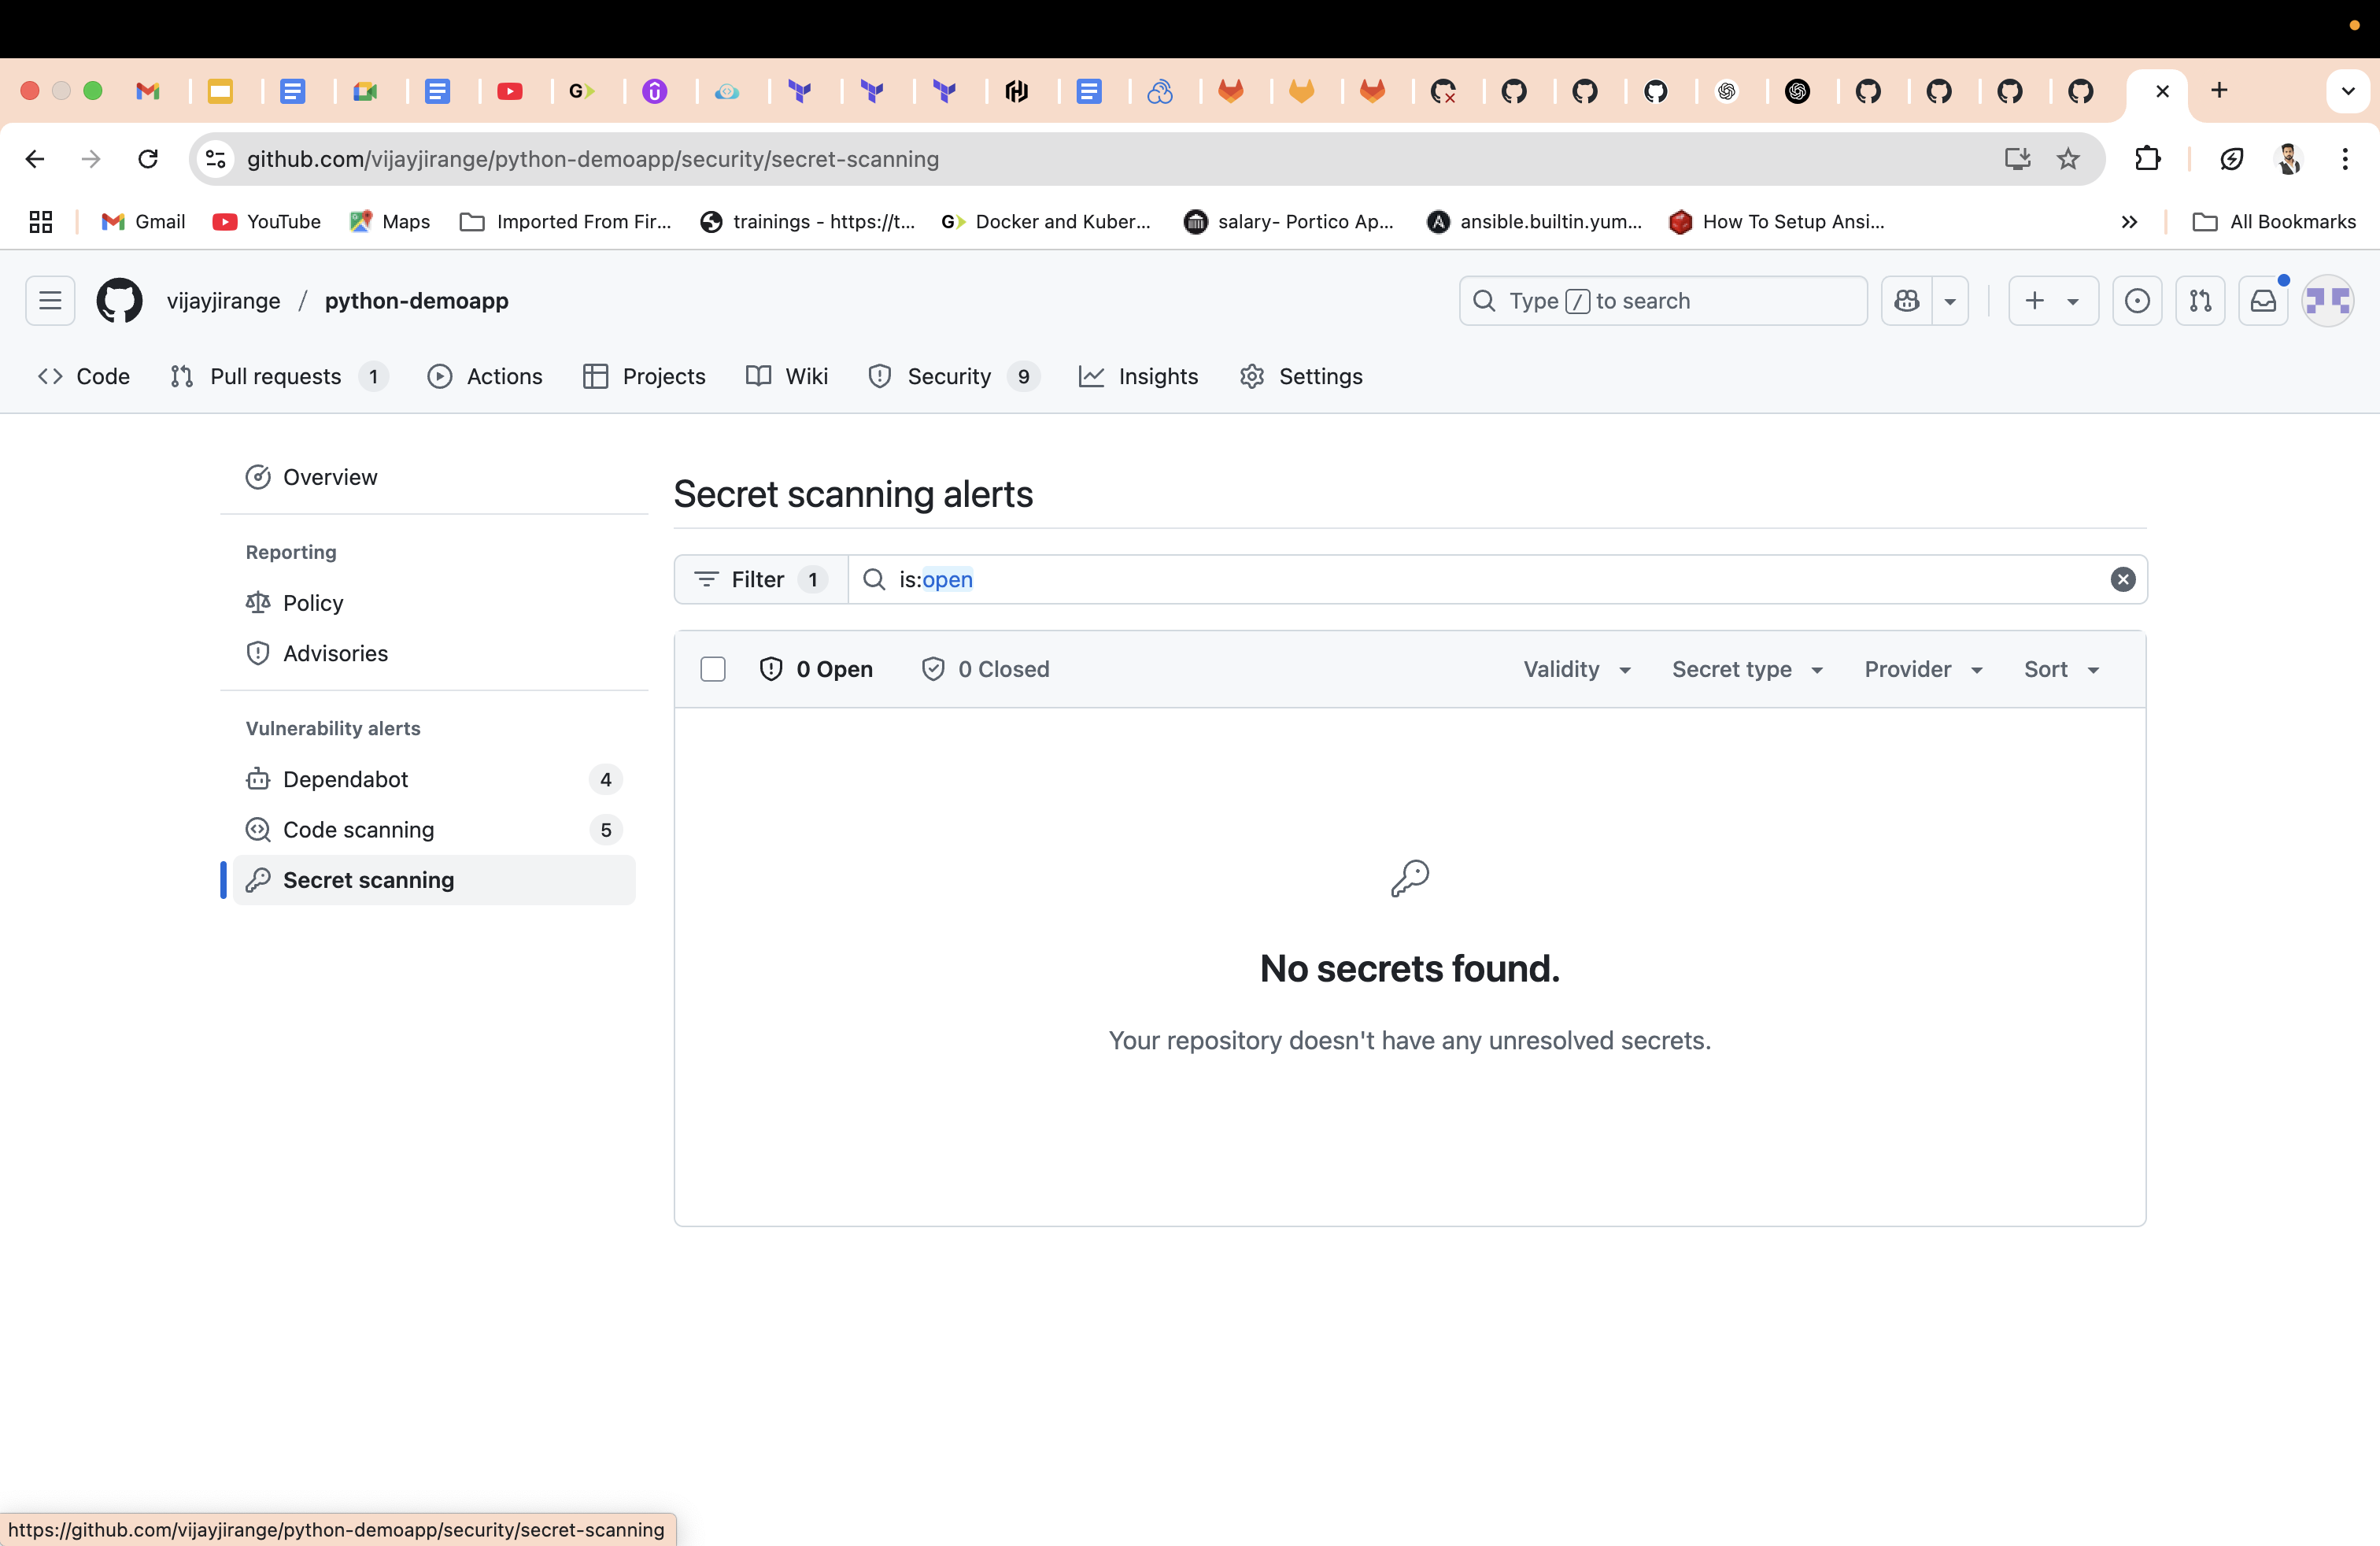 github.com/vijayjirange/python-demoapp/security/secret-scanning
Gmail YouTube Maps Imported From Fir... trainings - https://t... Docker and Kuber... salary- Portico Ap... ansible.builtin.yum... How To Setup Ansi... All Bookmarks
vijayjirange / python-demoapp
Type / to search
Code Pull requests 1 Actions Projects Wiki Security 9 Insights Settings
Overview
Reporting
Policy
Advisories
Vulnerability alerts
Dependabot 4
Code scanning 5
Secret scanning
Secret scanning alerts
Filter 1 is:open
0 Open 0 Closed Validity Secret type Provider Sort
No secrets found.
Your repository doesn't have any unresolved secrets.
https://github.com/vijayjirange/python-demoapp/security/secret-scanning